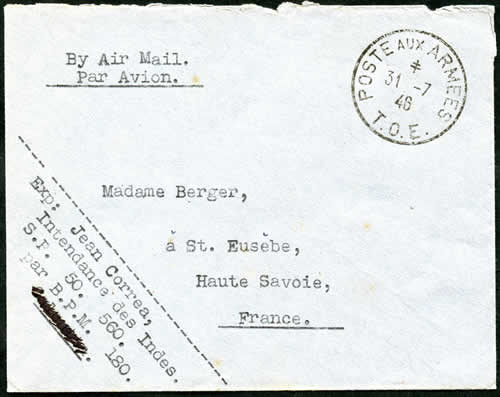 By Air Mail.
Par Avion.
POSTE AUX ARMEES
31 -7
46
T.O.E.
Madame Berger,
à St. Eusèbe,
Haute Savoie,
France.
Exp: Jean Correa,
Intendance des Indes.
S.P. 50. 560.
par B.P.M. 180.